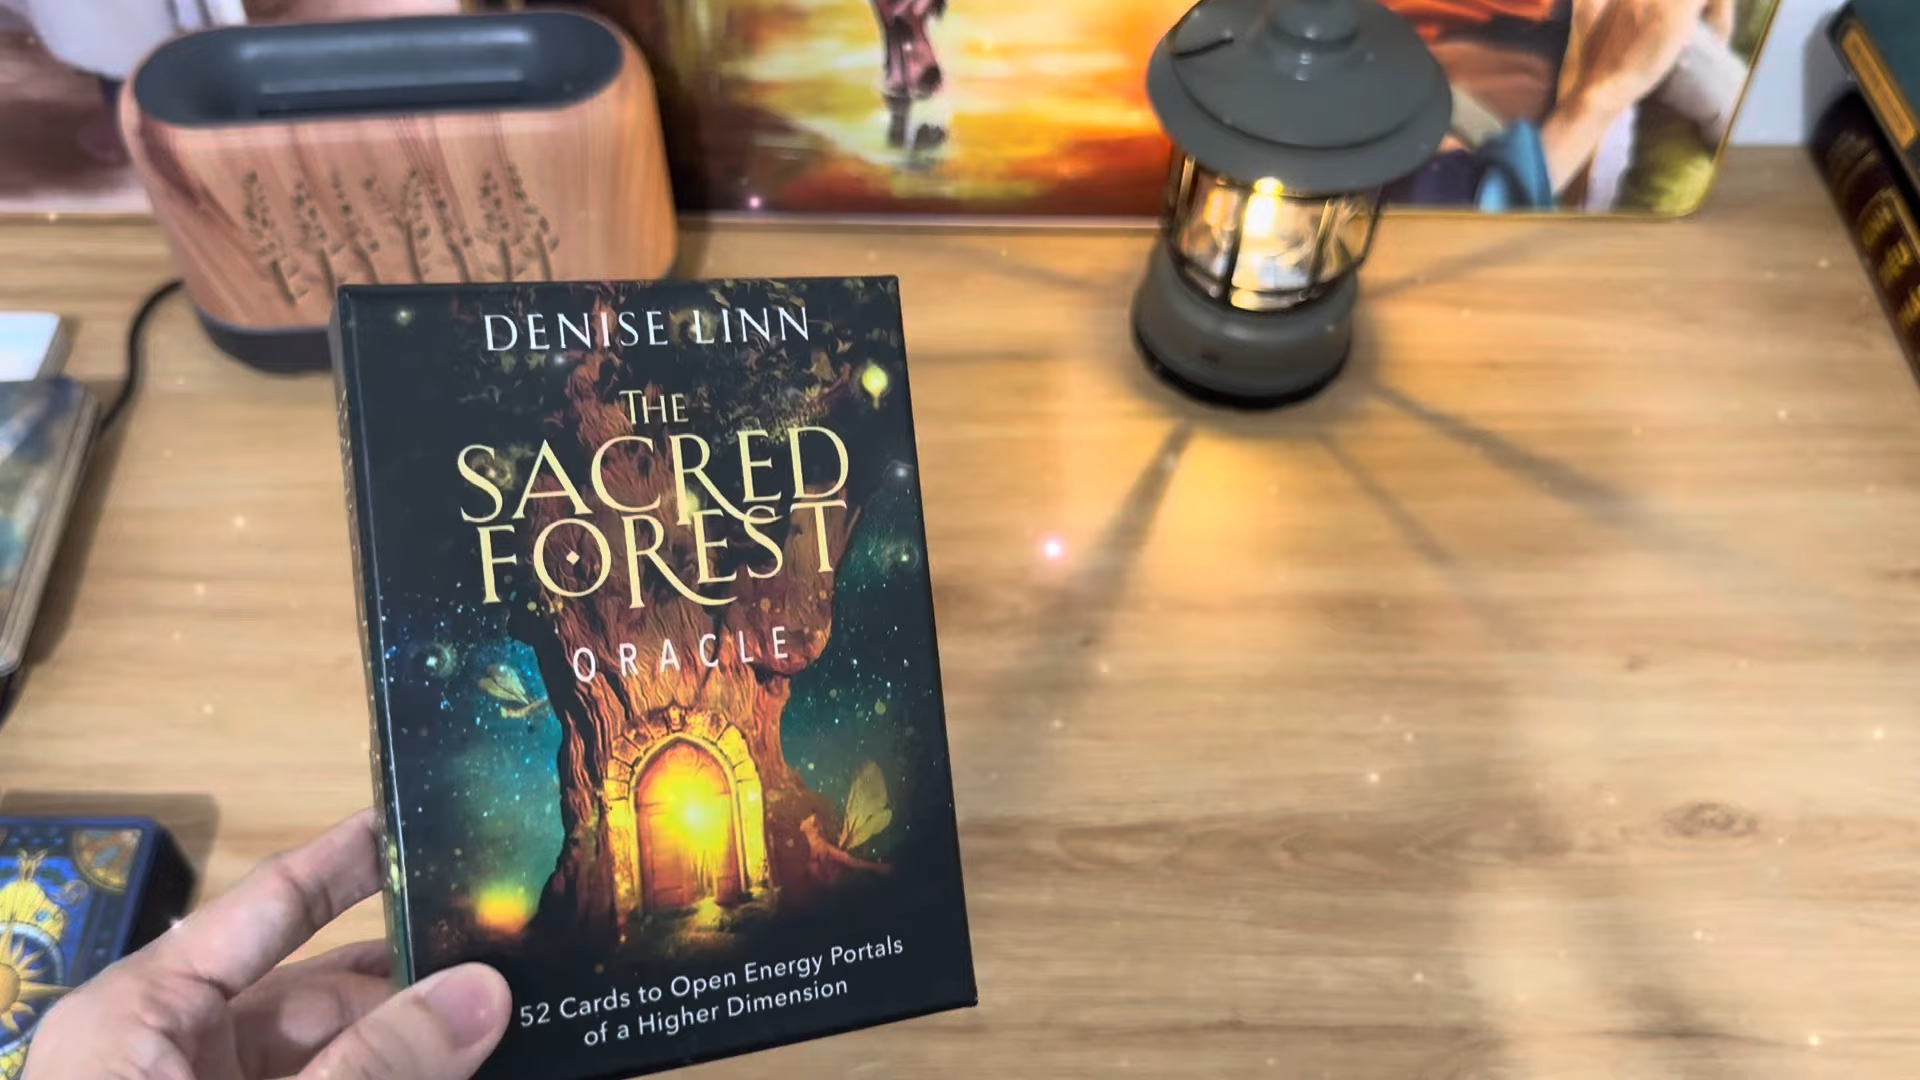 DENISE LINN
THE
SACRED
FOREST
ORACLE
52 Cards to Open Energy Portals
of a Higher Dimension